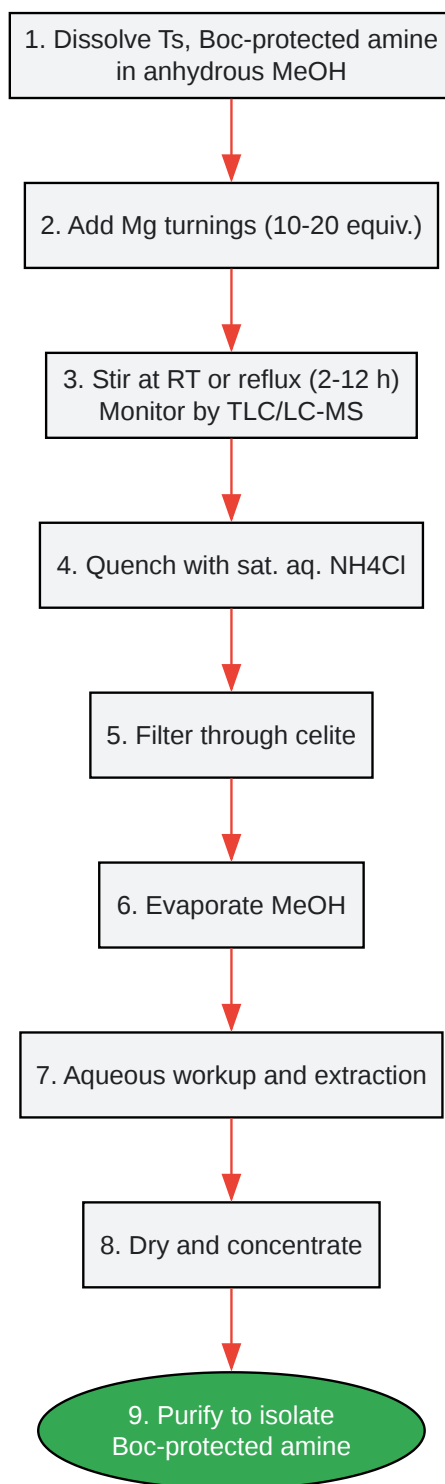 1. Dissolve Ts, Boc-protected amine
in anhydrous MeOH
2. Add Mg turnings (10-20 equiv.)
3. Stir at RT or reflux (2-12 h)
Monitor by TLC/LC-MS
4. Quench with sat. aq. NH4Cl
5. Filter through celite
6. Evaporate MeOH
7. Aqueous workup and extraction
8. Dry and concentrate
9. Purify to isolate
Boc-protected amine